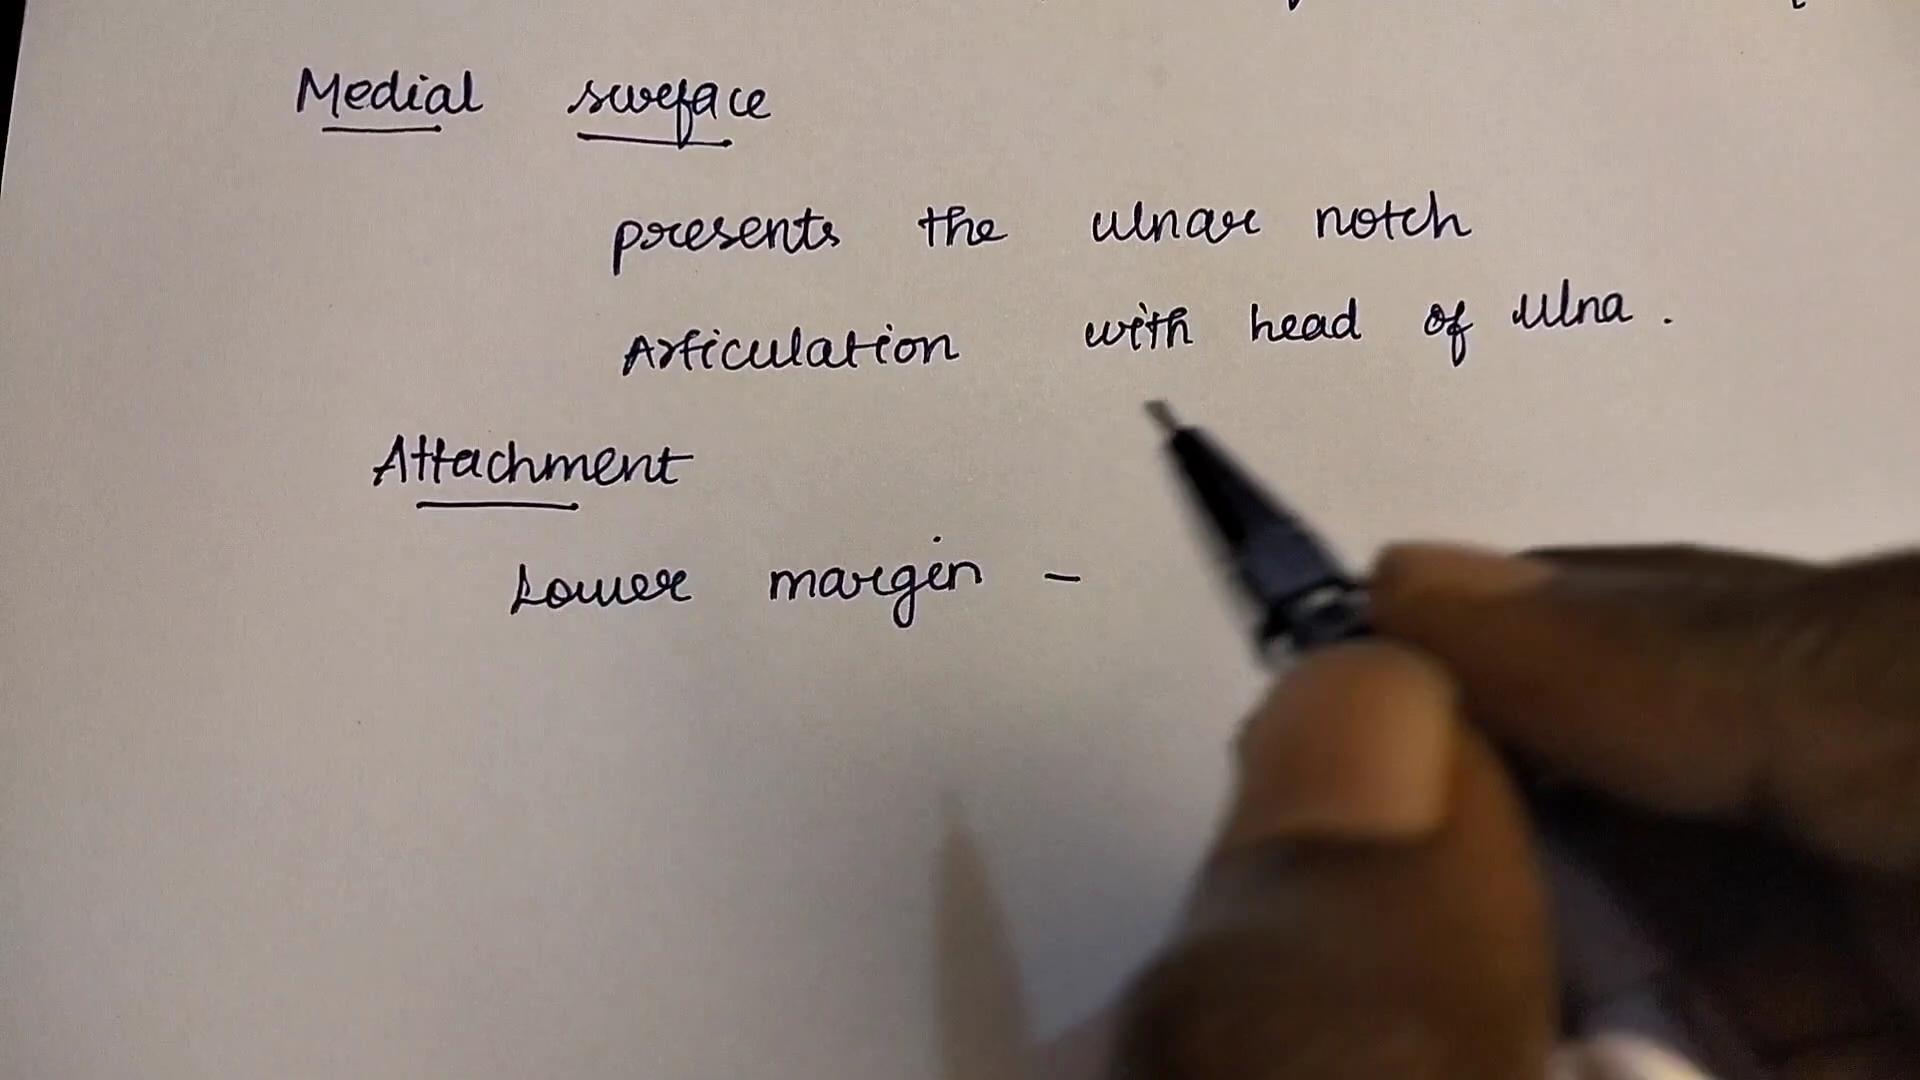 Medial surface
presents the ulnar notch
Articulation with head of Ulna.
Attachment
Lower margin -